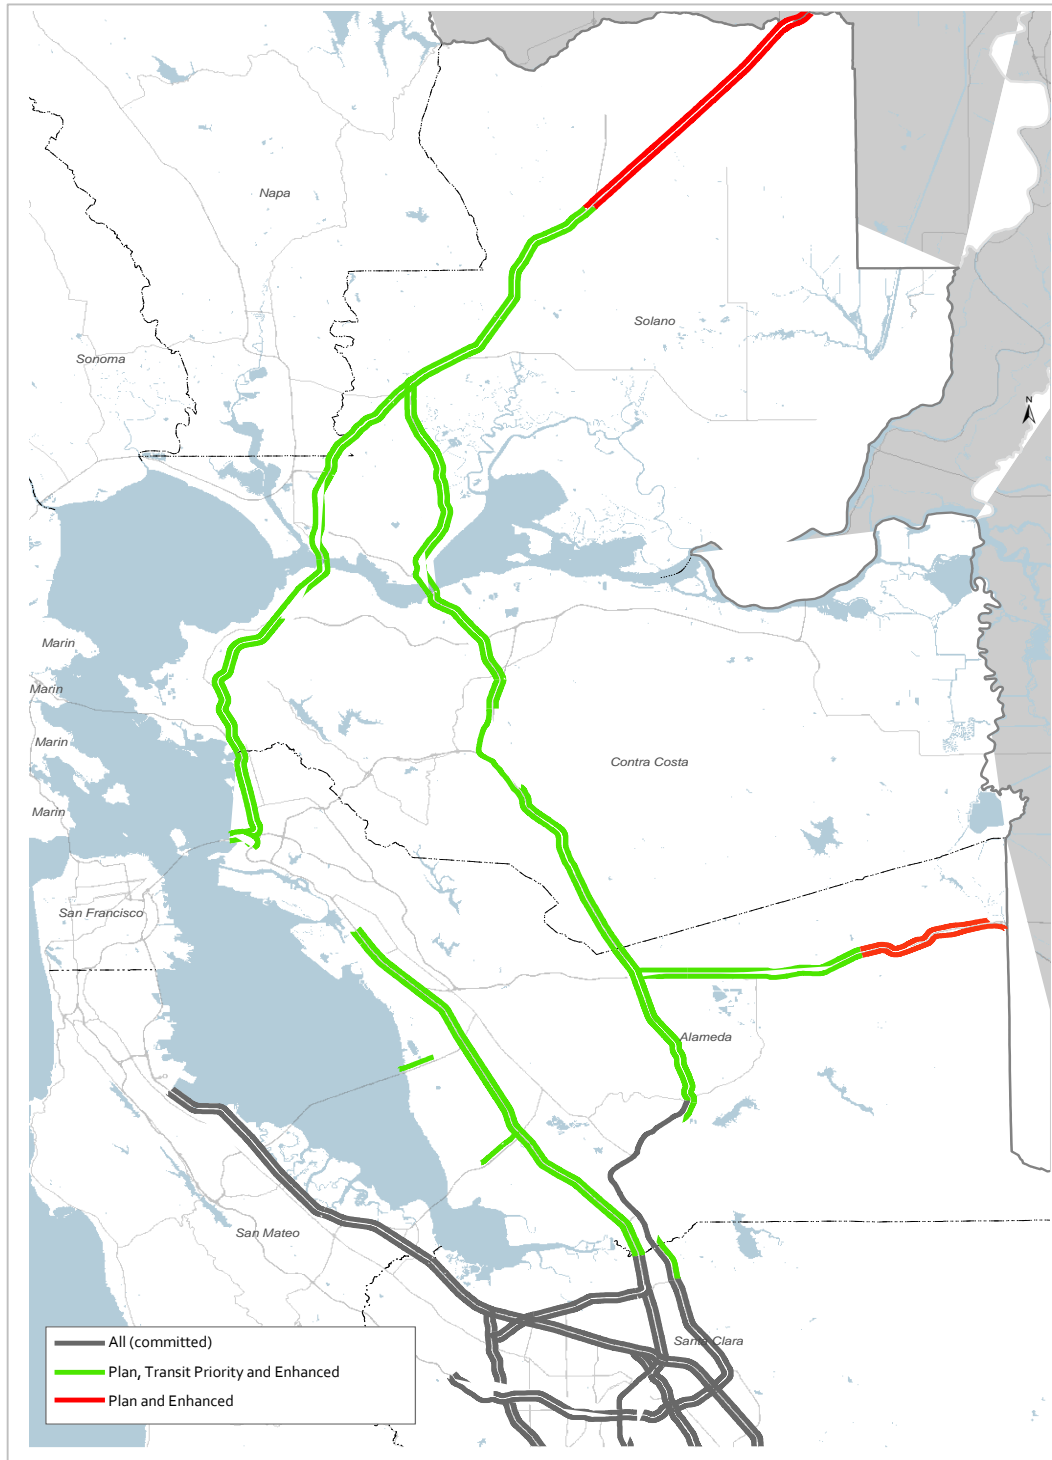 Napa
Solano
Sonoma
N
Marin
Marin
Contra Costa
Marin
Marin
San Francisco
Alameda
San Mateo
Santa Clara
All (committed)
Plan, Transit Priority and Enhanced
Plan and Enhanced